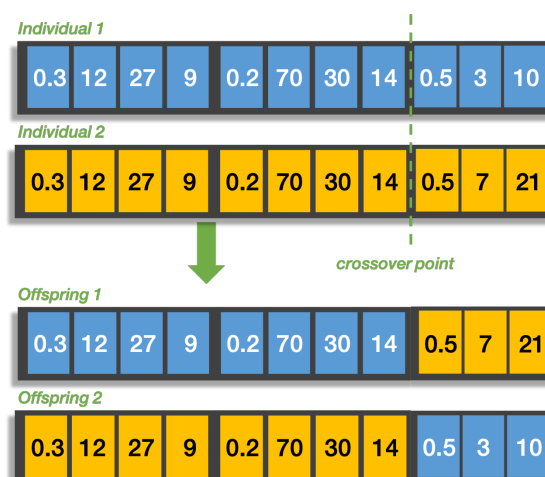 Individual 1
0.3 12 27 9 0.2 70 30 14 0.5 3 10
Individual 2
0.3 12 27 9 0.2 70 30 14 0.5 7 21
crossover point
Offspring 1
0.3 12 27 9 0.2 70 30 14 0.5 7 21
Offspring 2
0.3 12 27 9 0.2 70 30 14 0.5 3 10